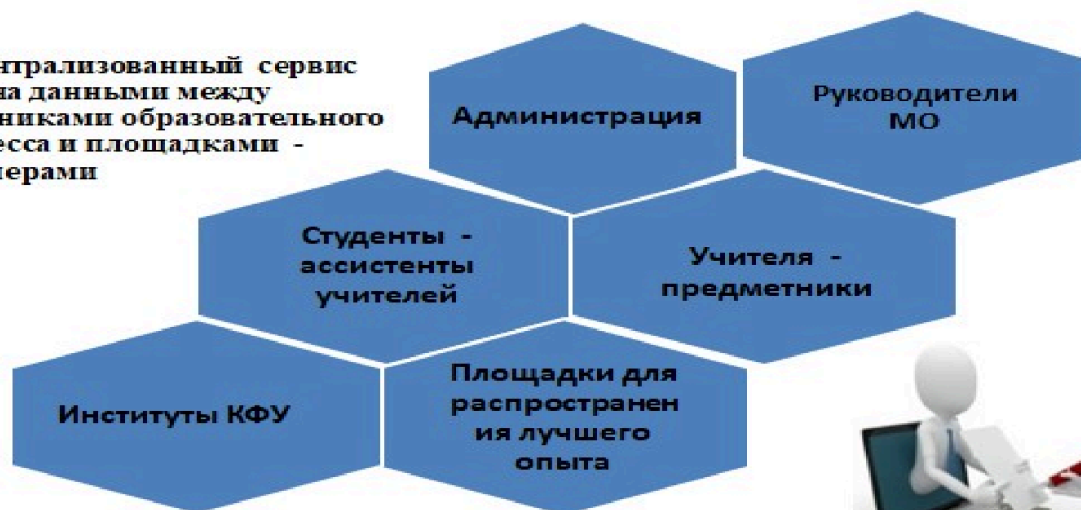 нтрализованный сервис
на данными между
никами образовательного
есса и площадками -
нерами
Администрация
Руководители
МО
Студенты -
ассистенты
учителей
Учителя -
предметники
Институты КФУ
Площадки для
распространен
ия лучшего
опыта